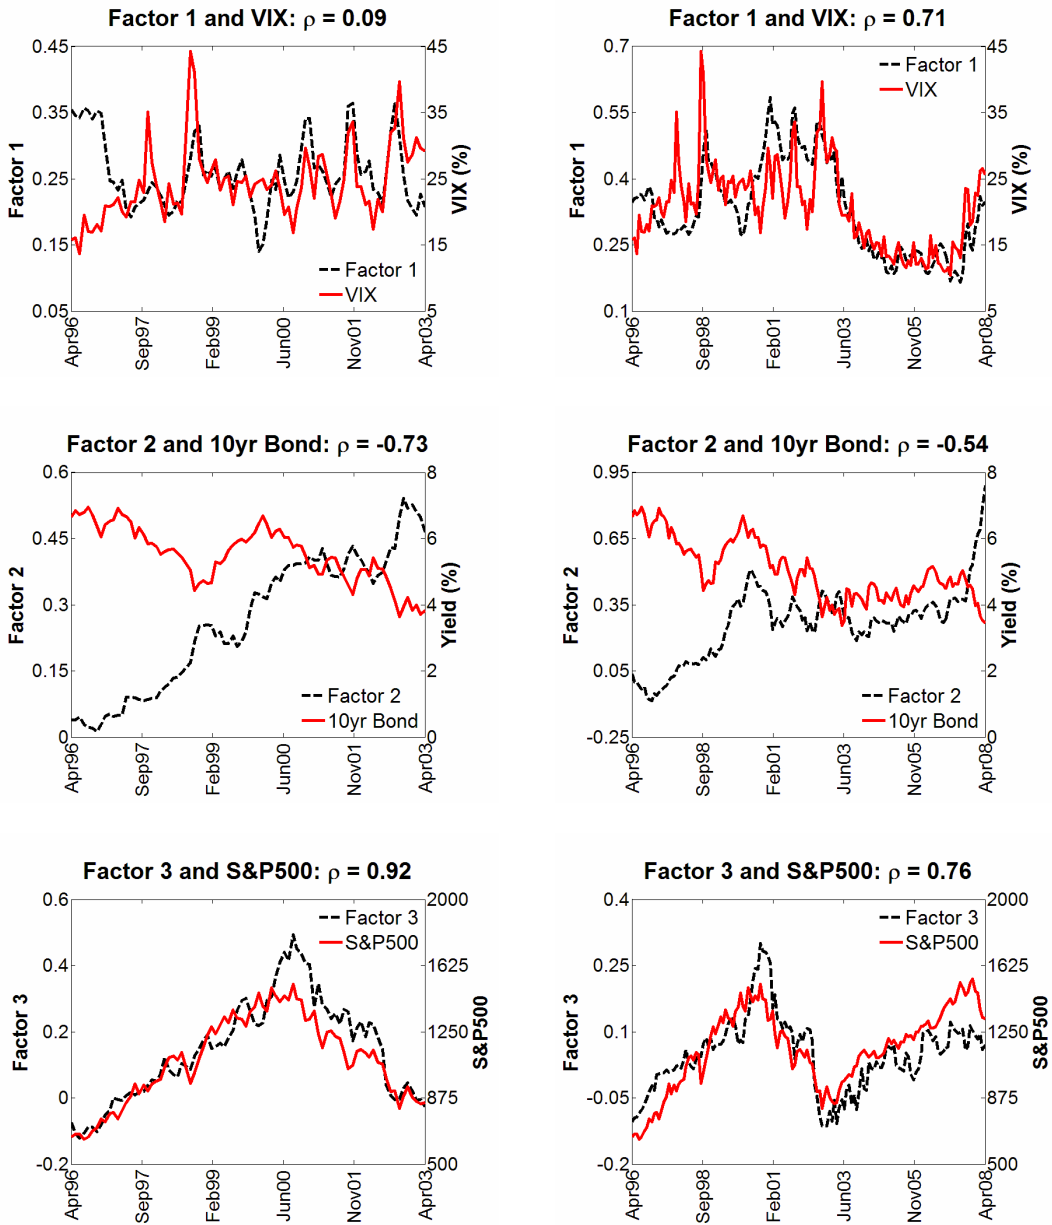 Factor 1 and VIX: ρ = 0.09
0.45
0.35
0.25
0.15
0.05
Factor 1
45
35
25
15
5
VIX (%)
Factor 1
VIX
Apr96
Sep97
Feb99
Jun00
Nov01
Apr03
Factor 1 and VIX: ρ = 0.71
0.7
0.55
0.4
0.25
0.1
Factor 1
45
35
25
15
5
VIX (%)
Factor 1
VIX
Apr96
Sep98
Feb01
Jun03
Nov05
Apr08
Factor 2 and 10yr Bond: ρ = -0.73
0.6
0.45
0.3
0.15
0
Factor 2
8
6
4
2
0
Yield (%)
Factor 2
10yr Bond
Apr96
Sep97
Feb99
Jun00
Nov01
Apr03
Factor 2 and 10yr Bond: ρ = -0.54
0.95
0.65
0.35
0.05
-0.25
Factor 2
8
6
4
2
0
Yield (%)
Factor 2
10yr Bond
Apr96
Sep98
Feb01
Jun03
Nov05
Apr08
Factor 3 and S&P500: ρ = 0.92
0.6
0.4
0.2
0
-0.2
Factor 3
2000
1625
1250
875
500
S&P500
Factor 3
S&P500
Apr96
Sep97
Feb99
Jun00
Nov01
Apr03
Factor 3 and S&P500: ρ = 0.76
0.4
0.25
0.1
-0.05
-0.2
Factor 3
2000
1625
1250
875
500
S&P500
Factor 3
S&P500
Apr96
Sep98
Feb01
Jun03
Nov05
Apr08